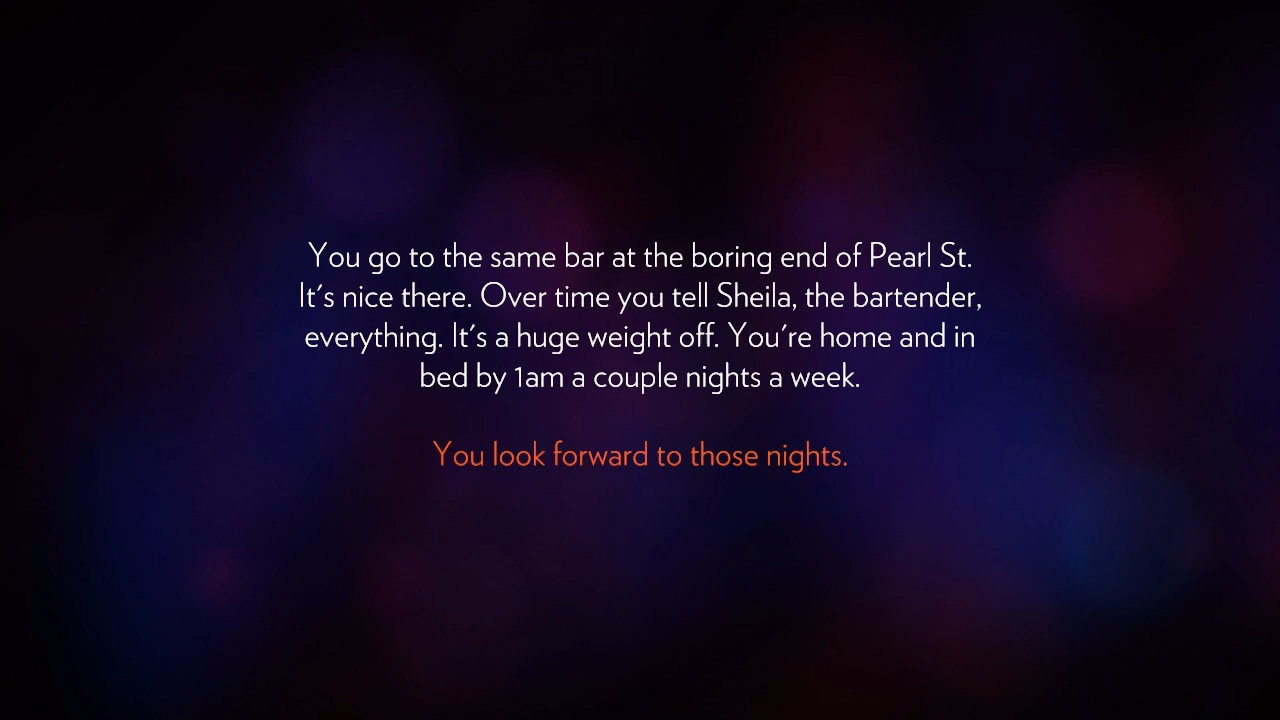 You go to the same bar at the boring end of Pearl St.
It's nice there. Over time you tell Sheila, the bartender,
everything. It's a huge weight off. You're home and in
bed by 1am a couple nights a week.
You look forward to those nights.